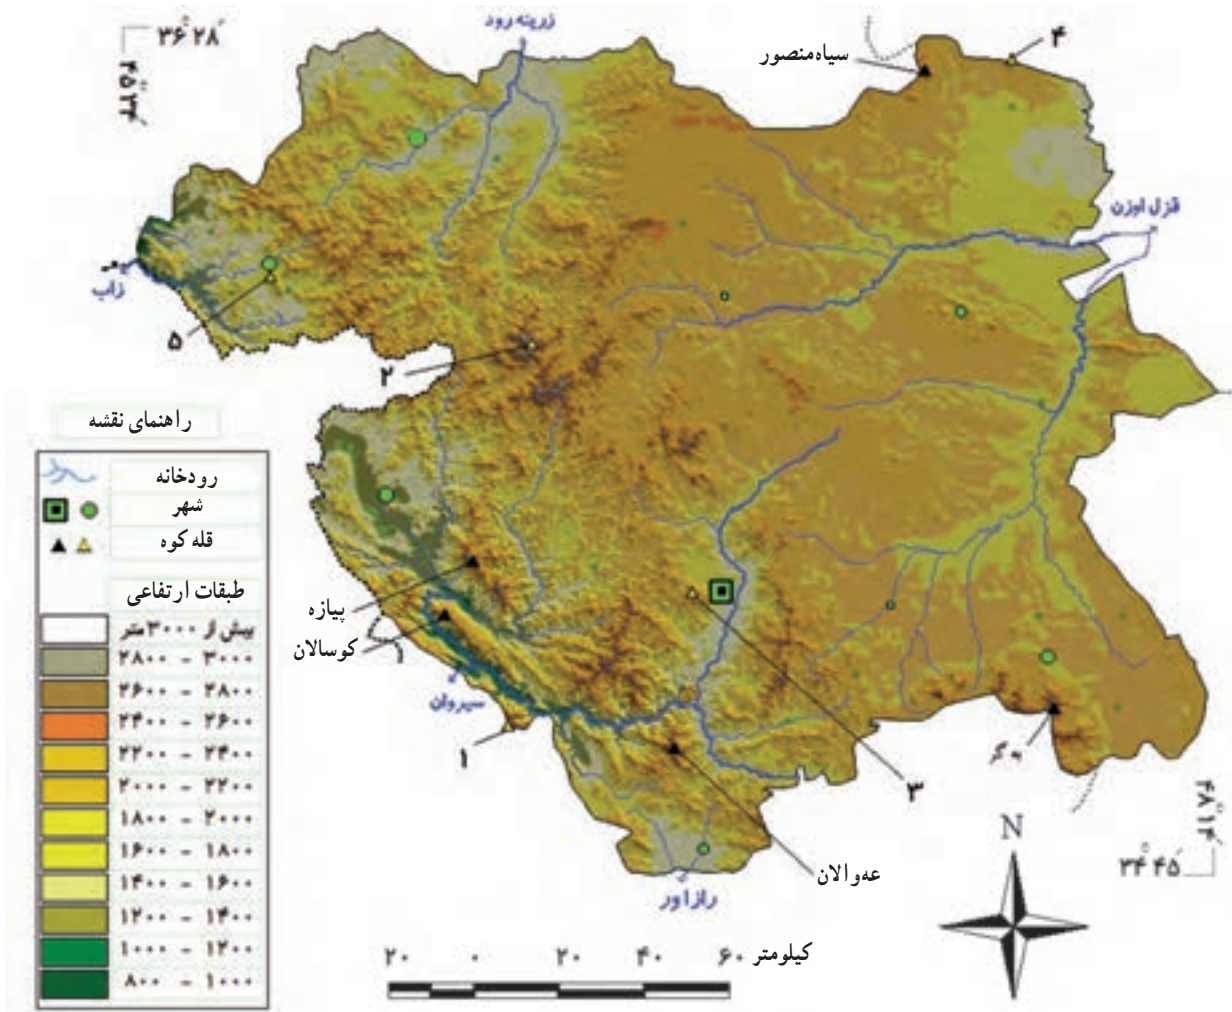 ۳۶° ۲۸′
۴۵° ۳۴′
زرینه رود
سیاه‌منصور
۴
قزل اوزن
زاب
۵
۲
راهنمای نقشه
رودخانه
شهر
قله کوه
طبقات ارتفاعی
بیش از ۳۰۰۰ متر
۲۸۰۰ - ۳۰۰۰
۲۶۰۰ - ۲۸۰۰
۲۴۰۰ - ۲۶۰۰
۲۲۰۰ - ۲۴۰۰
۲۰۰۰ - ۲۲۰۰
۱۸۰۰ - ۲۰۰۰
۱۶۰۰ - ۱۸۰۰
۱۴۰۰ - ۱۶۰۰
۱۲۰۰ - ۱۴۰۰
۱۰۰۰ - ۱۲۰۰
۸۰۰ - ۱۰۰۰
پیازه
کوسالان
سیروان
۱
۳
عه‌والان
رازاور
N
۴۸° ۱۴′
۳۴° ۴۵′
۲۰ ۰ ۲۰ ۴۰ ۶۰ کیلومتر